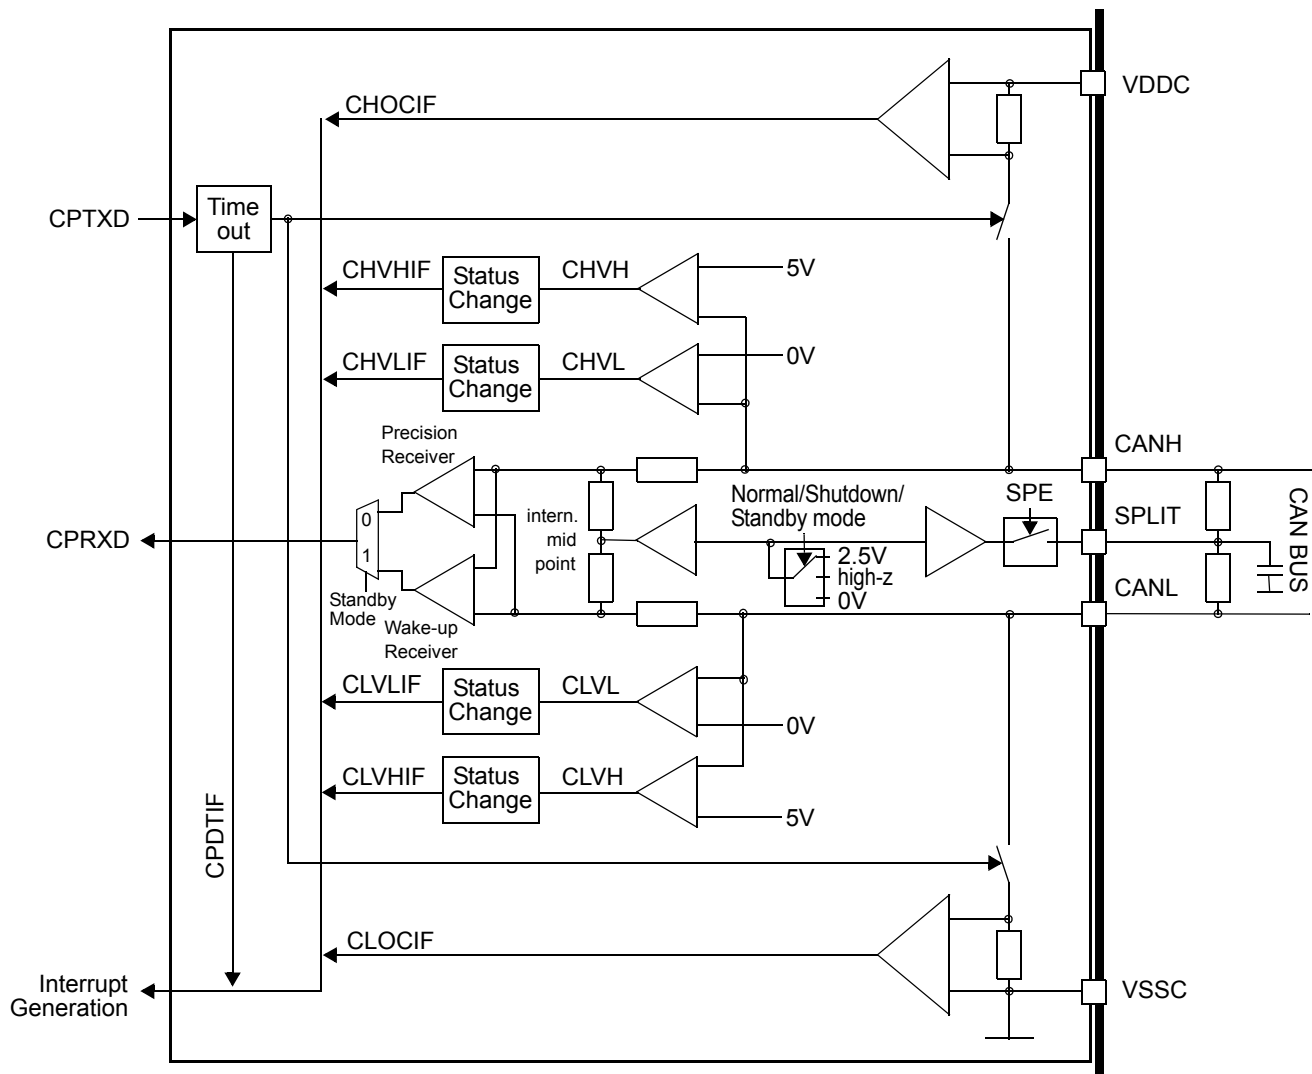 VDDC
CHOCIF
CPTXD
Time
out
CHVHIF
Status
Change
CHVH
5V
CHVLIF
Status
Change
CHVL
0V
Precision
Receiver
CANH
Normal/Shutdown/
Standby mode
SPE
SPLIT
CAN BUS
intern.
mid
point
0
1
CPRXD
2.5V
high-z
0V
CANL
Standby
Mode
Wake-up
Receiver
CLVLIF
Status
Change
CLVL
0V
CLVHIF
Status
Change
CLVH
5V
CPDTIF
CLOCIF
Interrupt
Generation
VSSC